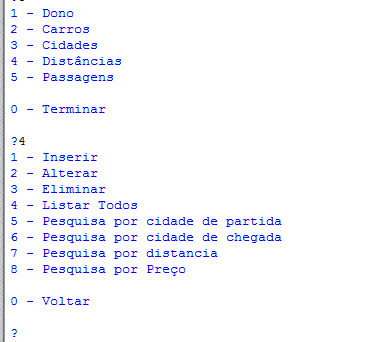 1 - Dono
2 - Carros
3 - Cidades
4 - Distâncias
5 - Passagens
0 - Terminar
?4
1 - Inserir
2 - Alterar
3 - Eliminar
4 - Listar Todos
5 - Pesquisa por cidade de partida
6 - Pesquisa por cidade de chegada
7 - Pesquisa por distancia
8 - Pesquisa por Preço
0 - Voltar
?